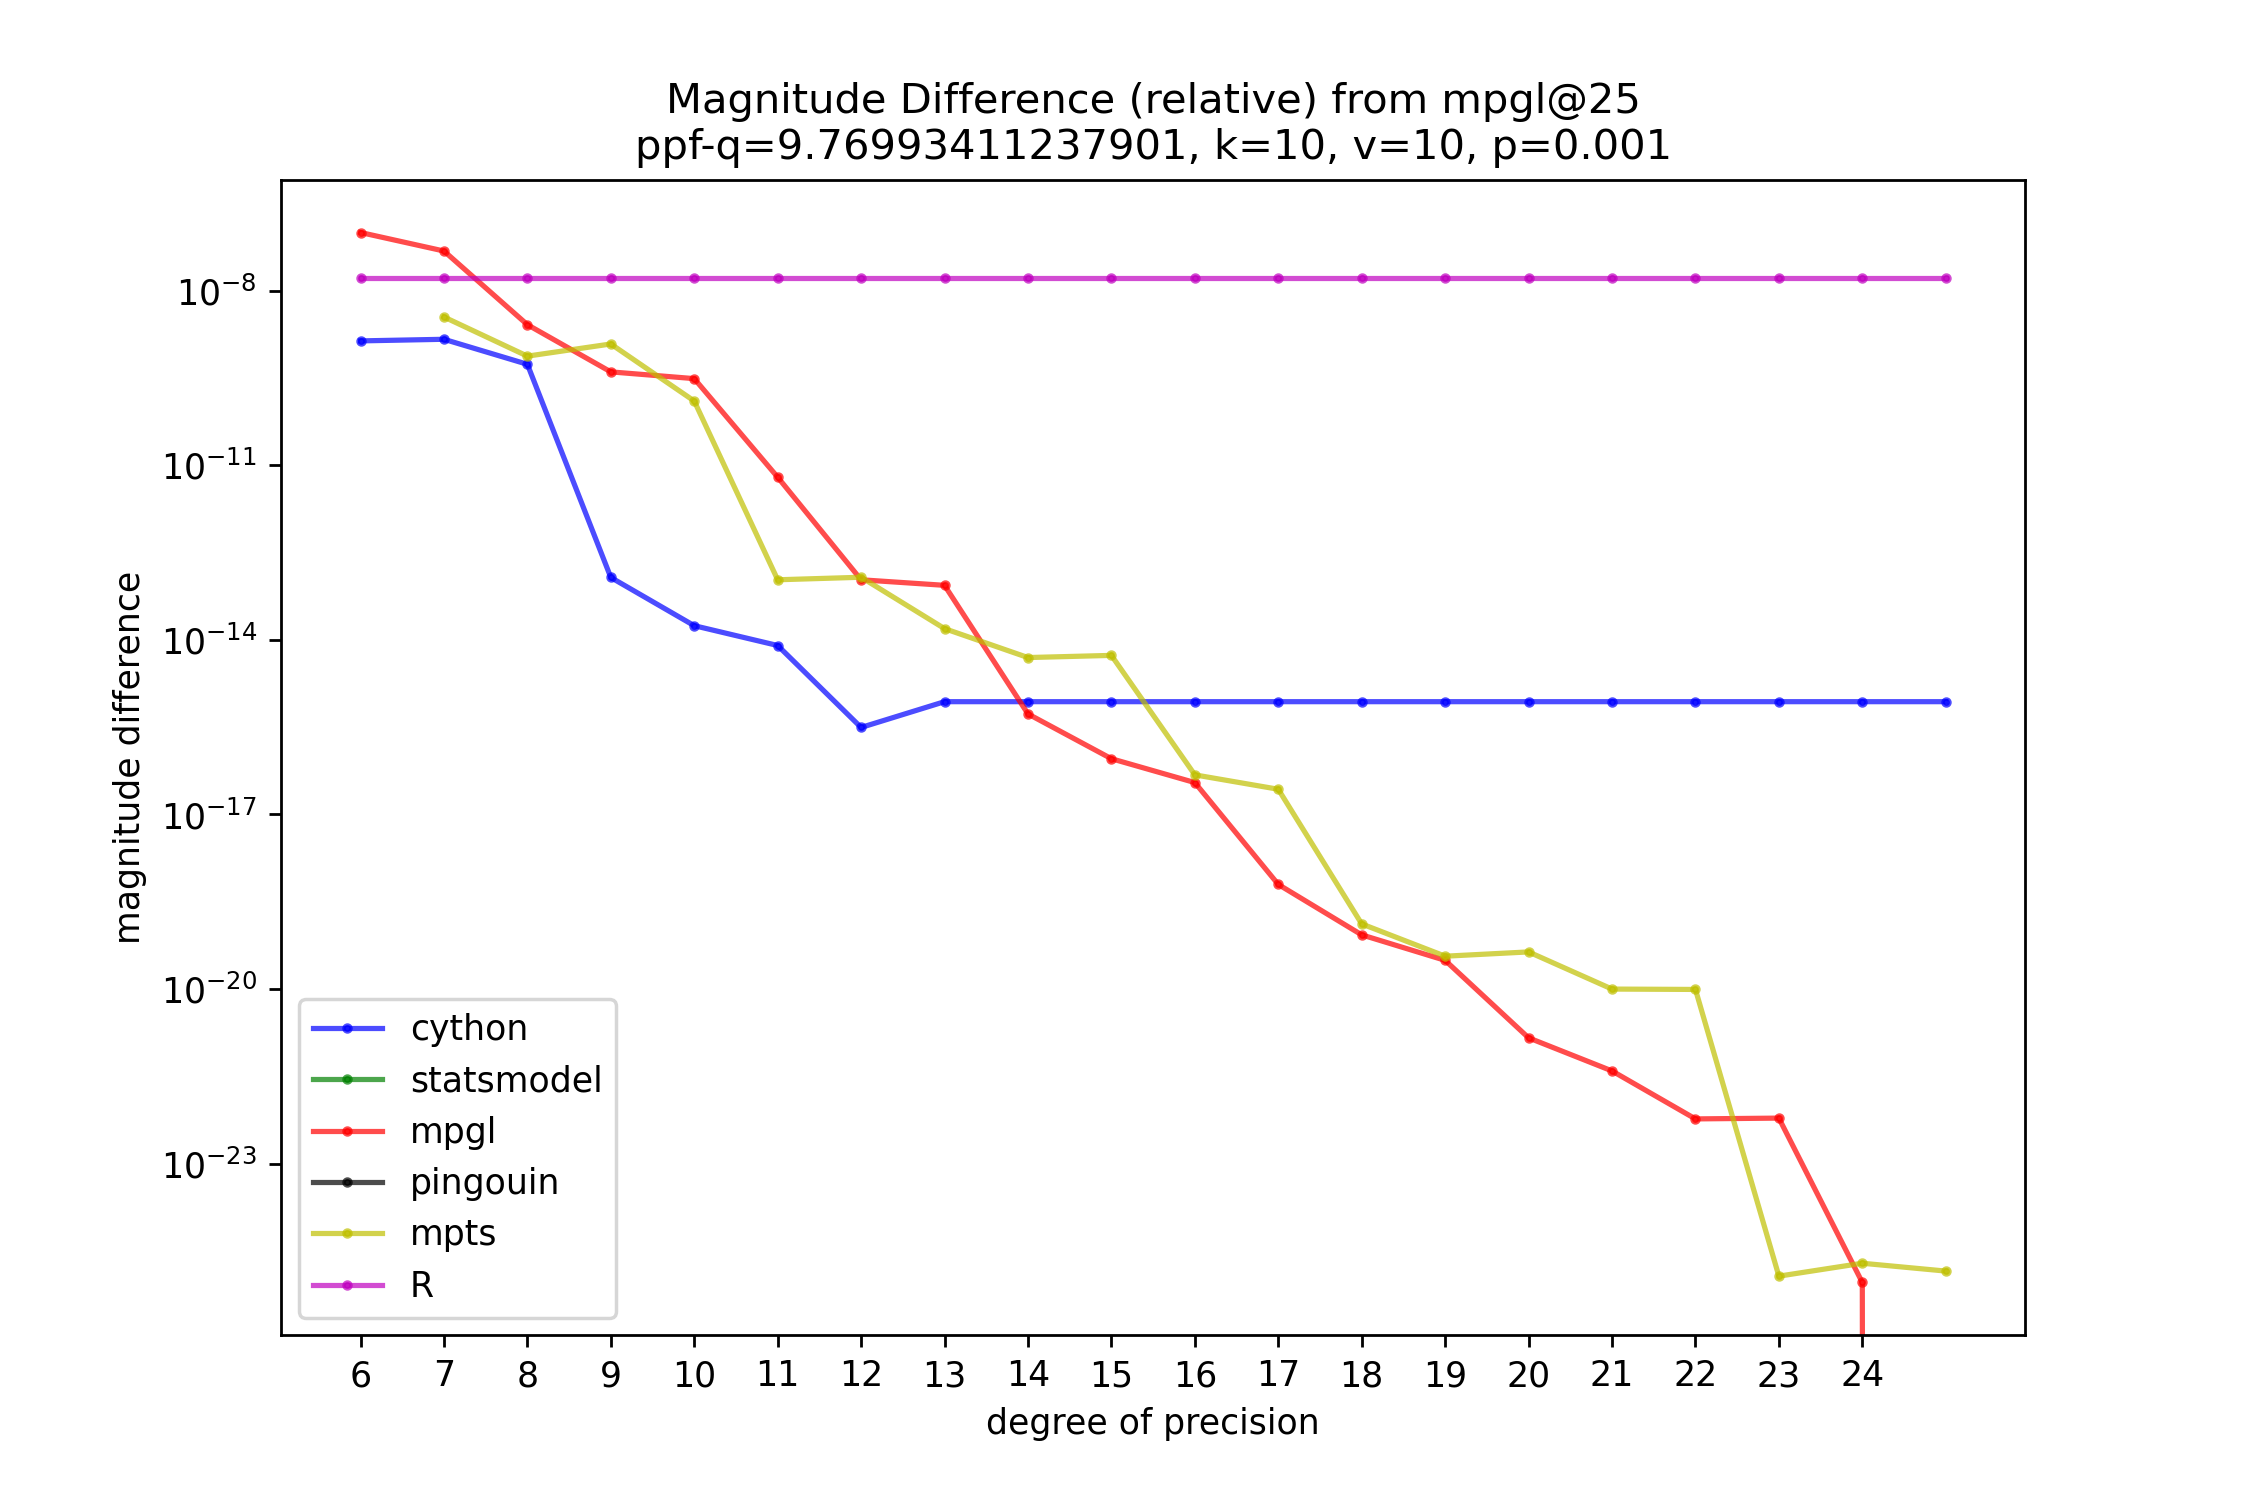 Magnitude Difference (relative) from mpgl@25
ppf-q=9.76993411237901, k=10, v=10, p=0.001
magnitude difference
10⁻⁸
10⁻¹¹
10⁻¹⁴
10⁻¹⁷
10⁻²⁰
10⁻²³
cython
statsmodel
mpgl
pingouin
mpts
R
6 7 8 9 10 11 12 13 14 15 16 17 18 19 20 21 22 23 24
degree of precision